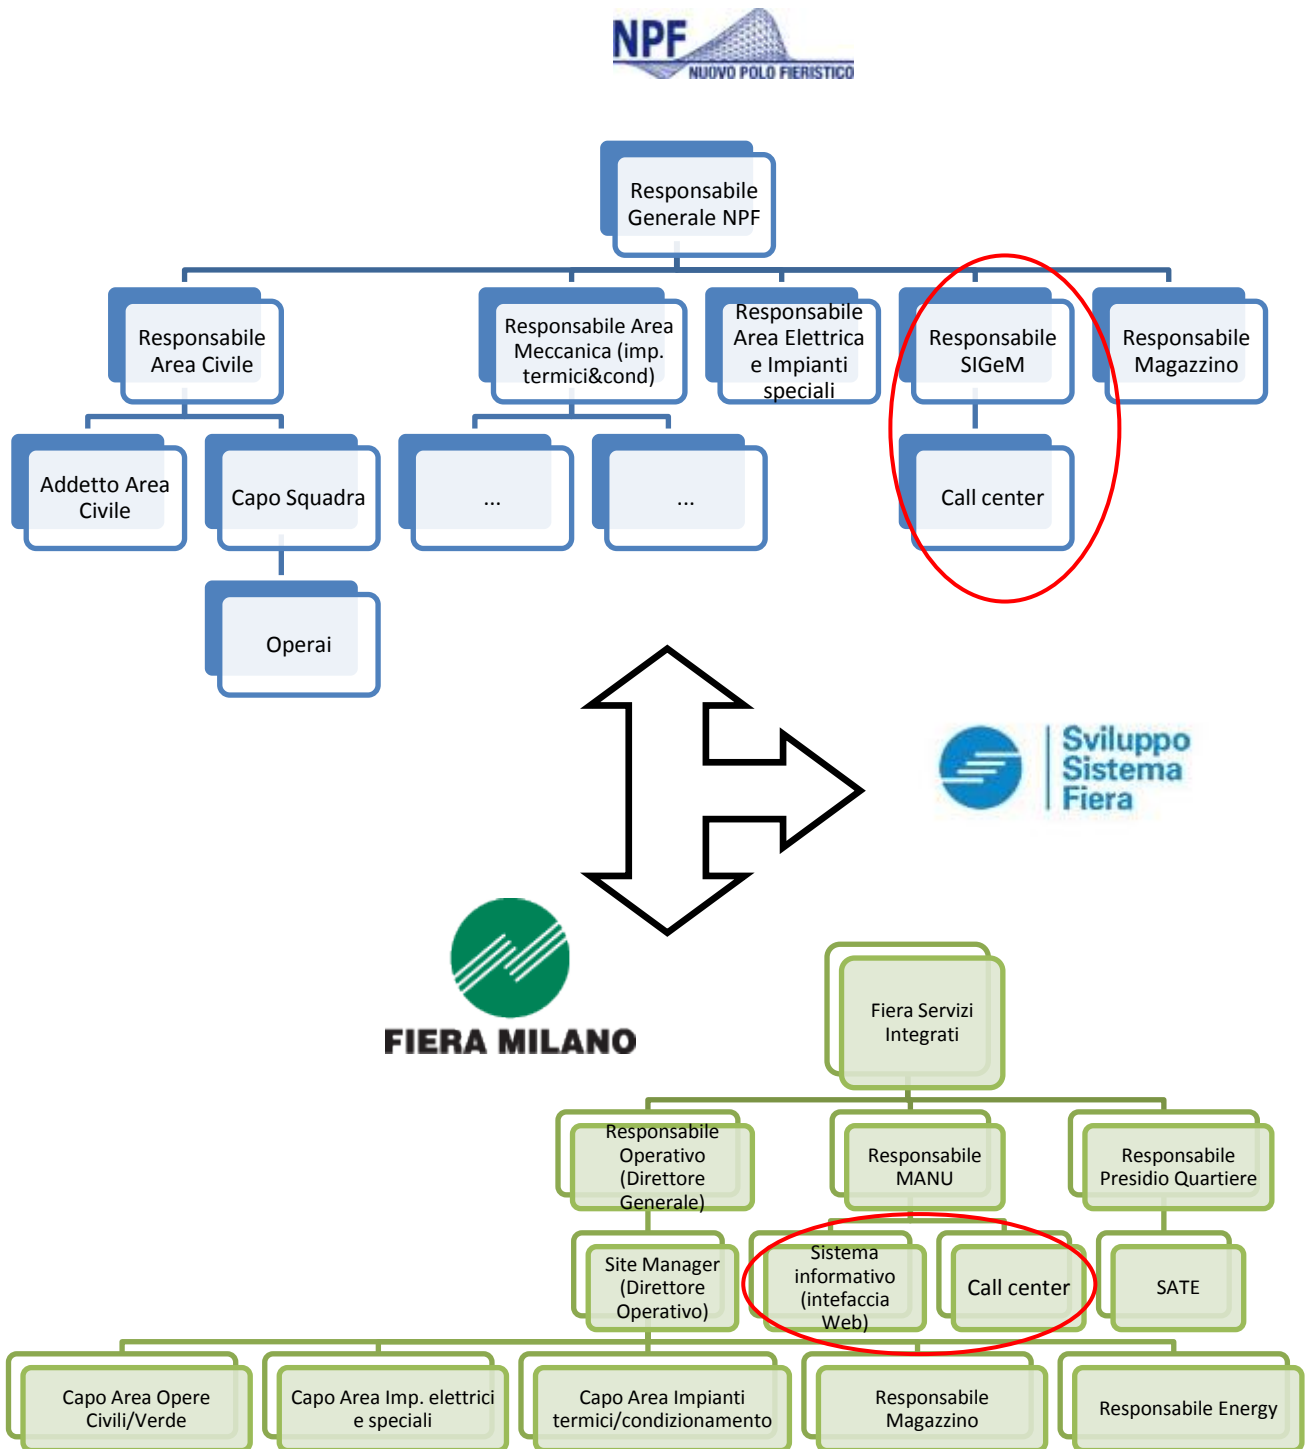 NPF
NUOVO POLO FIERISTICO
Responsabile
Generale NPF
Responsabile
Area Civile
Responsabile Area
Meccanica (imp.
termici&cond)
Responsabile
Area Elettrica
e Impianti
speciali
Responsabile
SIGeM
Responsabile
Magazzino
Addetto Area
Civile
Capo Squadra
...
...
Call center
Operai
Sviluppo
Sistema
Fiera
FIERA MILANO
Fiera Servizi
Integrati
Responsabile
Operativo
(Direttore
Generale)
Responsabile
MANU
Responsabile
Presidio Quartiere
Site Manager
(Direttore
Operativo)
Sistema
informativo
(intefaccia
Web)
Call center
SATE
Capo Area Opere
Civili/Verde
Capo Area Imp. elettrici
e speciali
Capo Area Impianti
termici/condizionamento
Responsabile
Magazzino
Responsabile Energy